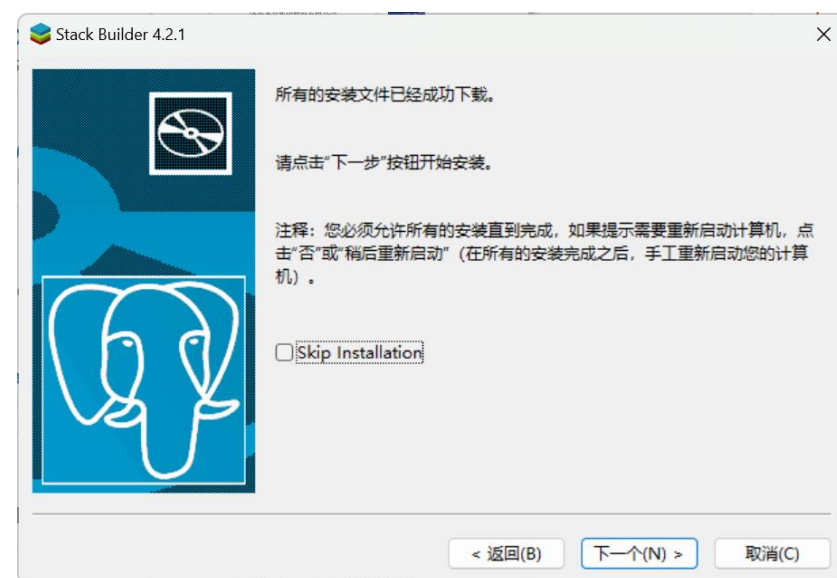 Stack Builder 4.2.1
所有的安装文件已经成功下载。
请点击“下一步”按钮开始安装。
注释：您必须允许所有的安装直到完成，如果提示需要重新启动计算机，点
击“否”或“稍后重新启动”（在所有的安装完成之后，手工重新启动您的计算
机）。
Skip Installation
< 返回(B)
下一个(N) >
取消(C)